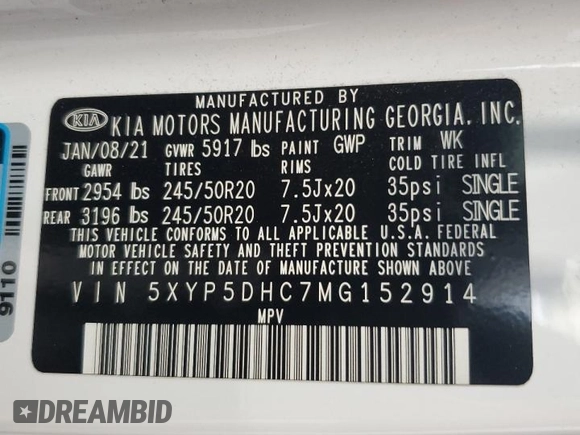 MANUFACTURED BY
KIA KIA MOTORS MANUFACTURING GEORGIA, INC.
JAN/08/21 GVWR 5917 lbs PAINT GWP TRIM WK
GAWR TIRES RIMS COLD TIRE INFL
FRONT 2954 lbs 245/50R20 7.5Jx20 35psi SINGLE
REAR 3196 lbs 245/50R20 7.5Jx20 35psi SINGLE
THIS VEHICLE CONFORMS TO ALL APPLICABLE U.S.A. FEDERAL
MOTOR VEHICLE SAFETY AND THEFT PREVENTION STANDARDS
IN EFFECT ON THE DATE OF MANUFACTURE SHOWN ABOVE.
VIN 5XYP5DHC7MG152914
MPV
9110
DREAMBID